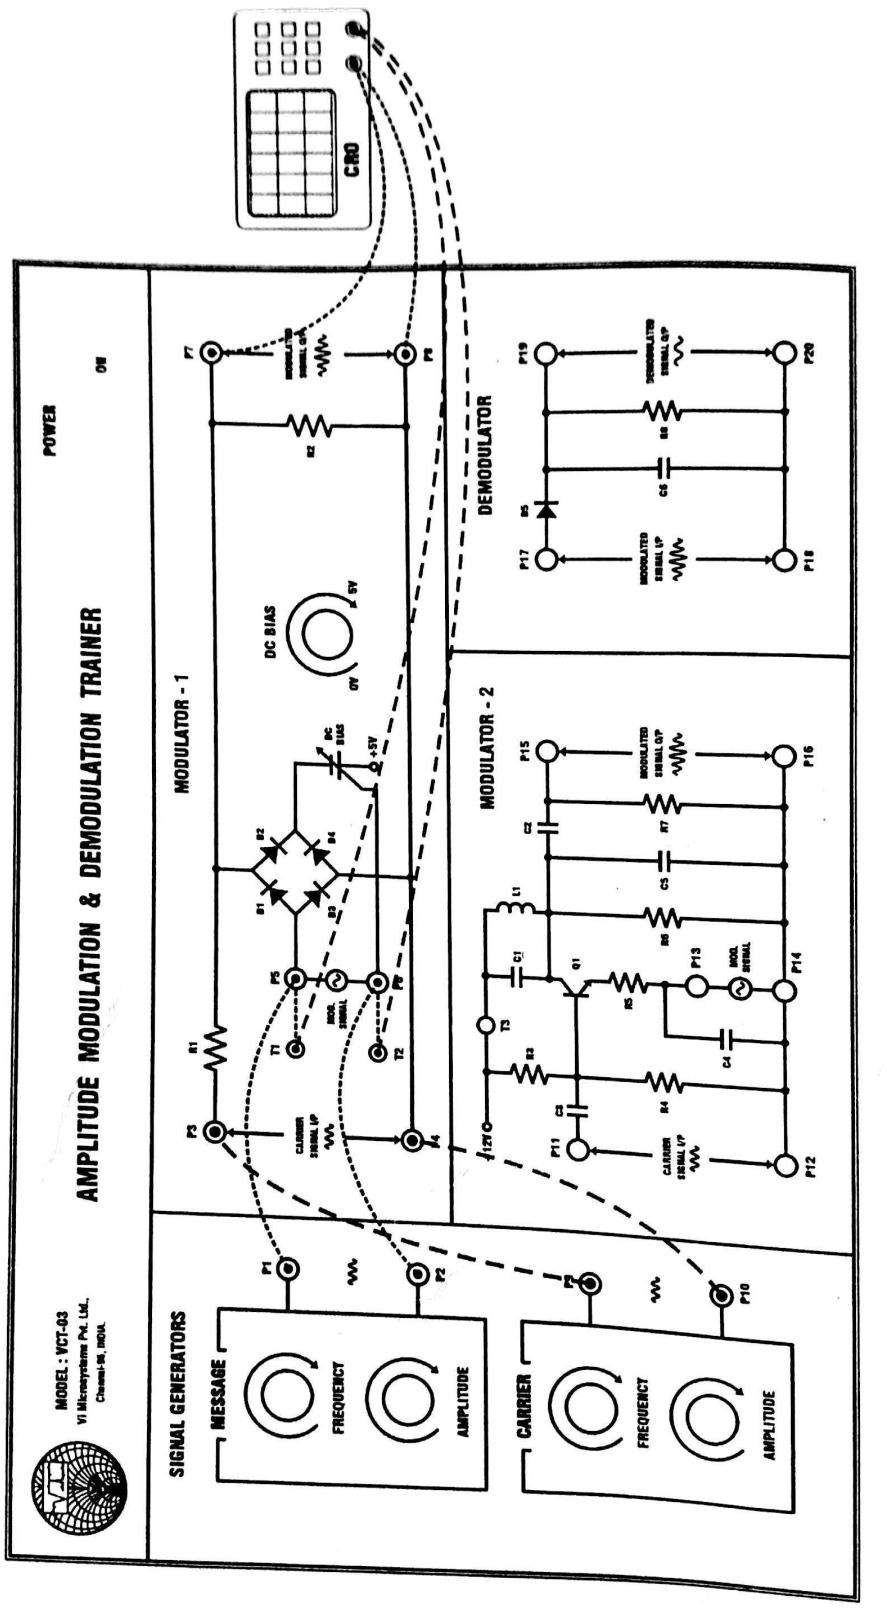 MODEL : VCT-03
Vi Microsystems Pvt. Ltd.,
Chennai-96, INDIA.
AMPLITUDE MODULATION & DEMODULATION TRAINER
POWER
ON
SIGNAL GENERATORS
MESSAGE
FREQUENCY
AMPLITUDE
P1
P2
CARRIER
FREQUENCY
AMPLITUDE
P9
P10
MODULATOR - 1
P3
R1
CARRIER
SIGNAL I/P
P4
T1
T2
P5
MOD.
SIGNAL
P6
D1
D2
D3
D4
DC
BIAS
+5V
DC BIAS
0V
5V
R2
P7
MODULATED
SIGNAL O/P
P8
CRO
MODULATOR - 2
+12V
T3
C1
L1
R3
P11
C3
Q1
CARRIER
SIGNAL I/P
R4
C4
R5
P13
MOD.
SIGNAL
P12
P14
R6
C5
C2
R7
P15
MODULATED
SIGNAL O/P
P16
DEMODULATOR
P17
D5
MODULATED
SIGNAL I/P
P18
C6
R8
P19
DEMODULATED
SIGNAL O/P
P20